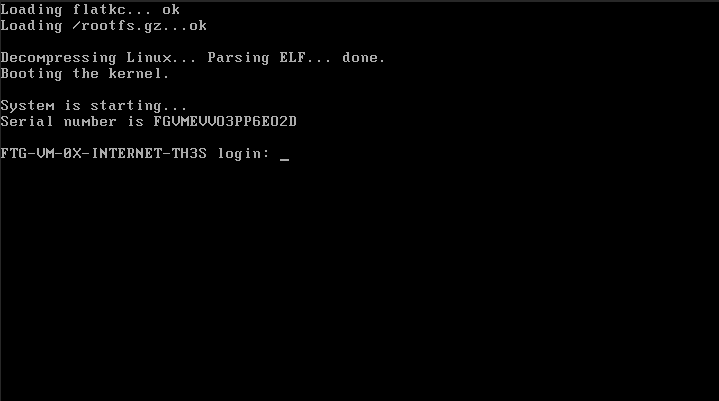 Loading flatkc... ok
Loading /rootfs.gz...ok
Decompressing Linux... Parsing ELF... done.
Booting the kernel.
System is starting...
Serial number is FGVMEVVO3PP6EO2D
FTG-VM-0X-INTERNET-TH3S login: _